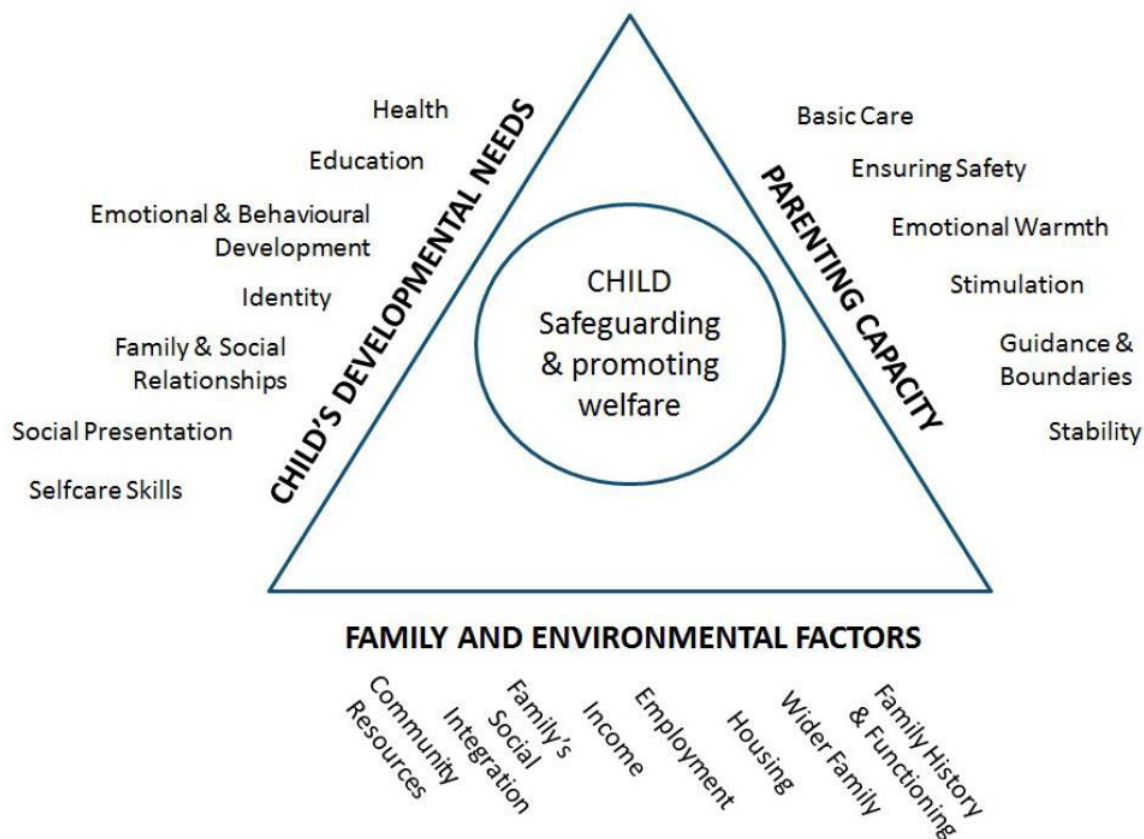 Health
Education
Emotional & Behavioural
Development
Identity
Family & Social
Relationships
Social Presentation
Selfcare Skills
CHILD'S DEVELOPMENTAL NEEDS
CHILD
Safeguarding
& promoting
welfare
PARENTING CAPACITY
Basic Care
Ensuring Safety
Emotional Warmth
Stimulation
Guidance &
Boundaries
Stability
FAMILY AND ENVIRONMENTAL FACTORS
Community
Resources
Family's
Social
Integration
Income
Employment
Housing
Wider Family
Family History
& Functioning